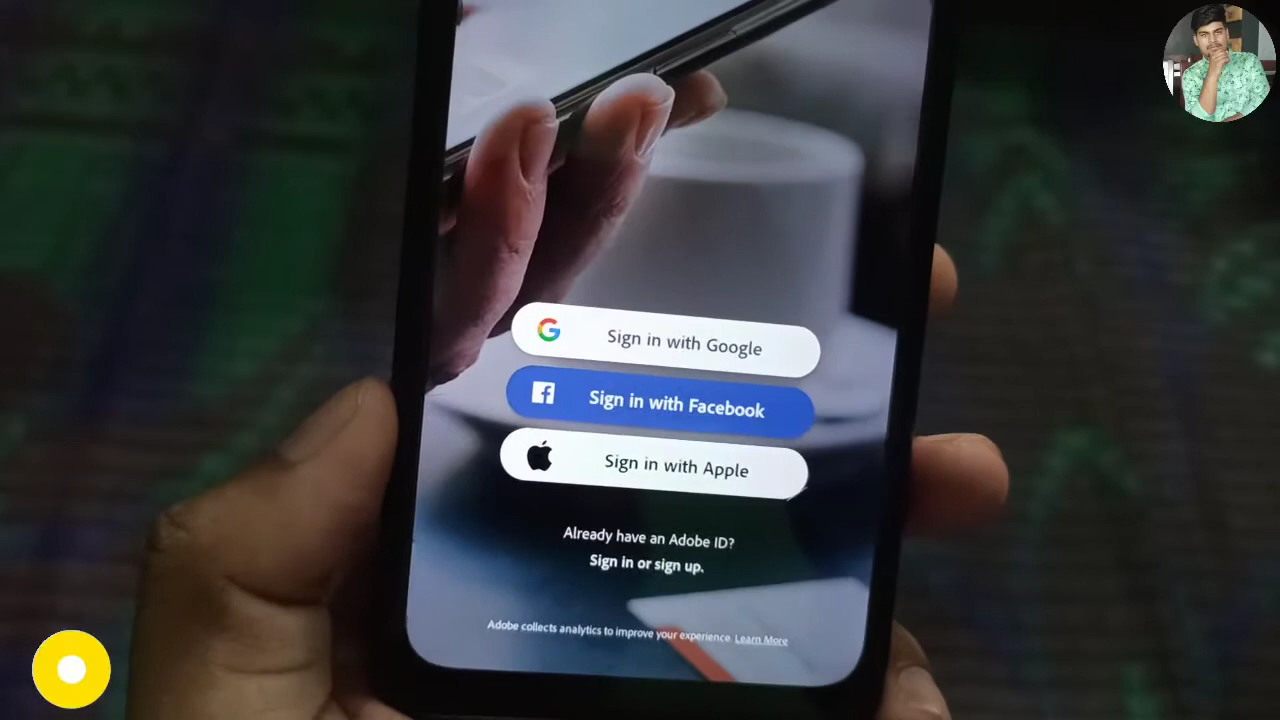 Sign in with Google
Sign in with Facebook
Sign in with Apple
Already have an Adobe ID?
Sign in or sign up.
Adobe collects analytics to improve your experience. Learn More